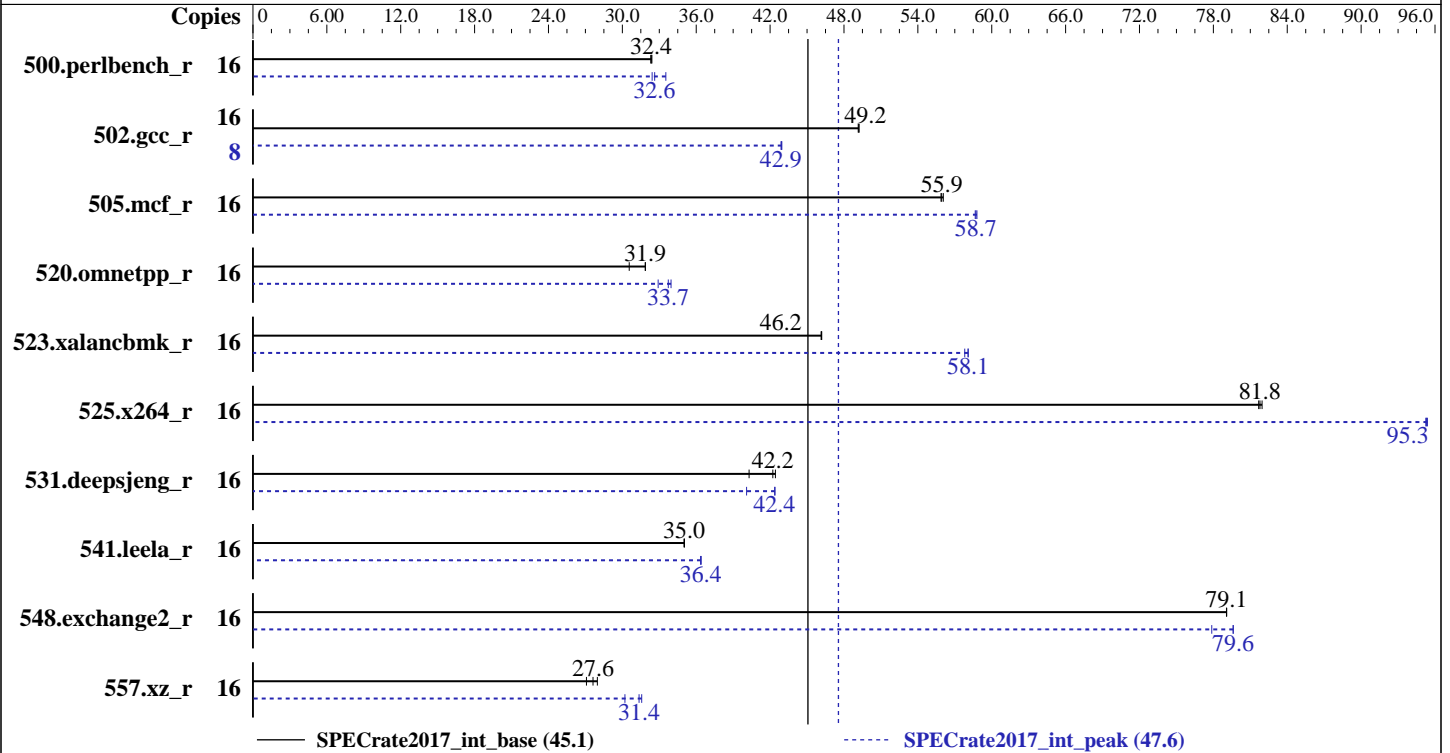 Copies 0 6.00 12.0 18.0 24.0 30.0 36.0 42.0 48.0 54.0 60.0 66.0 72.0 78.0 84.0 90.0 96.0
500.perlbench_r 16 32.4
32.6
16 49.2
502.gcc_r
8 42.9
505.mcf_r 16 55.9
58.7
520.omnetpp_r 16 31.9
33.7
523.xalancbmk_r 16 46.2
58.1
525.x264_r 16 81.8
95.3
531.deepsjeng_r 16 42.2
42.4
541.leela_r 16 35.0
36.4
548.exchange2_r 16 79.1
79.6
557.xz_r 16 27.6
31.4
SPECrate2017_int_base (45.1) SPECrate2017_int_peak (47.6)